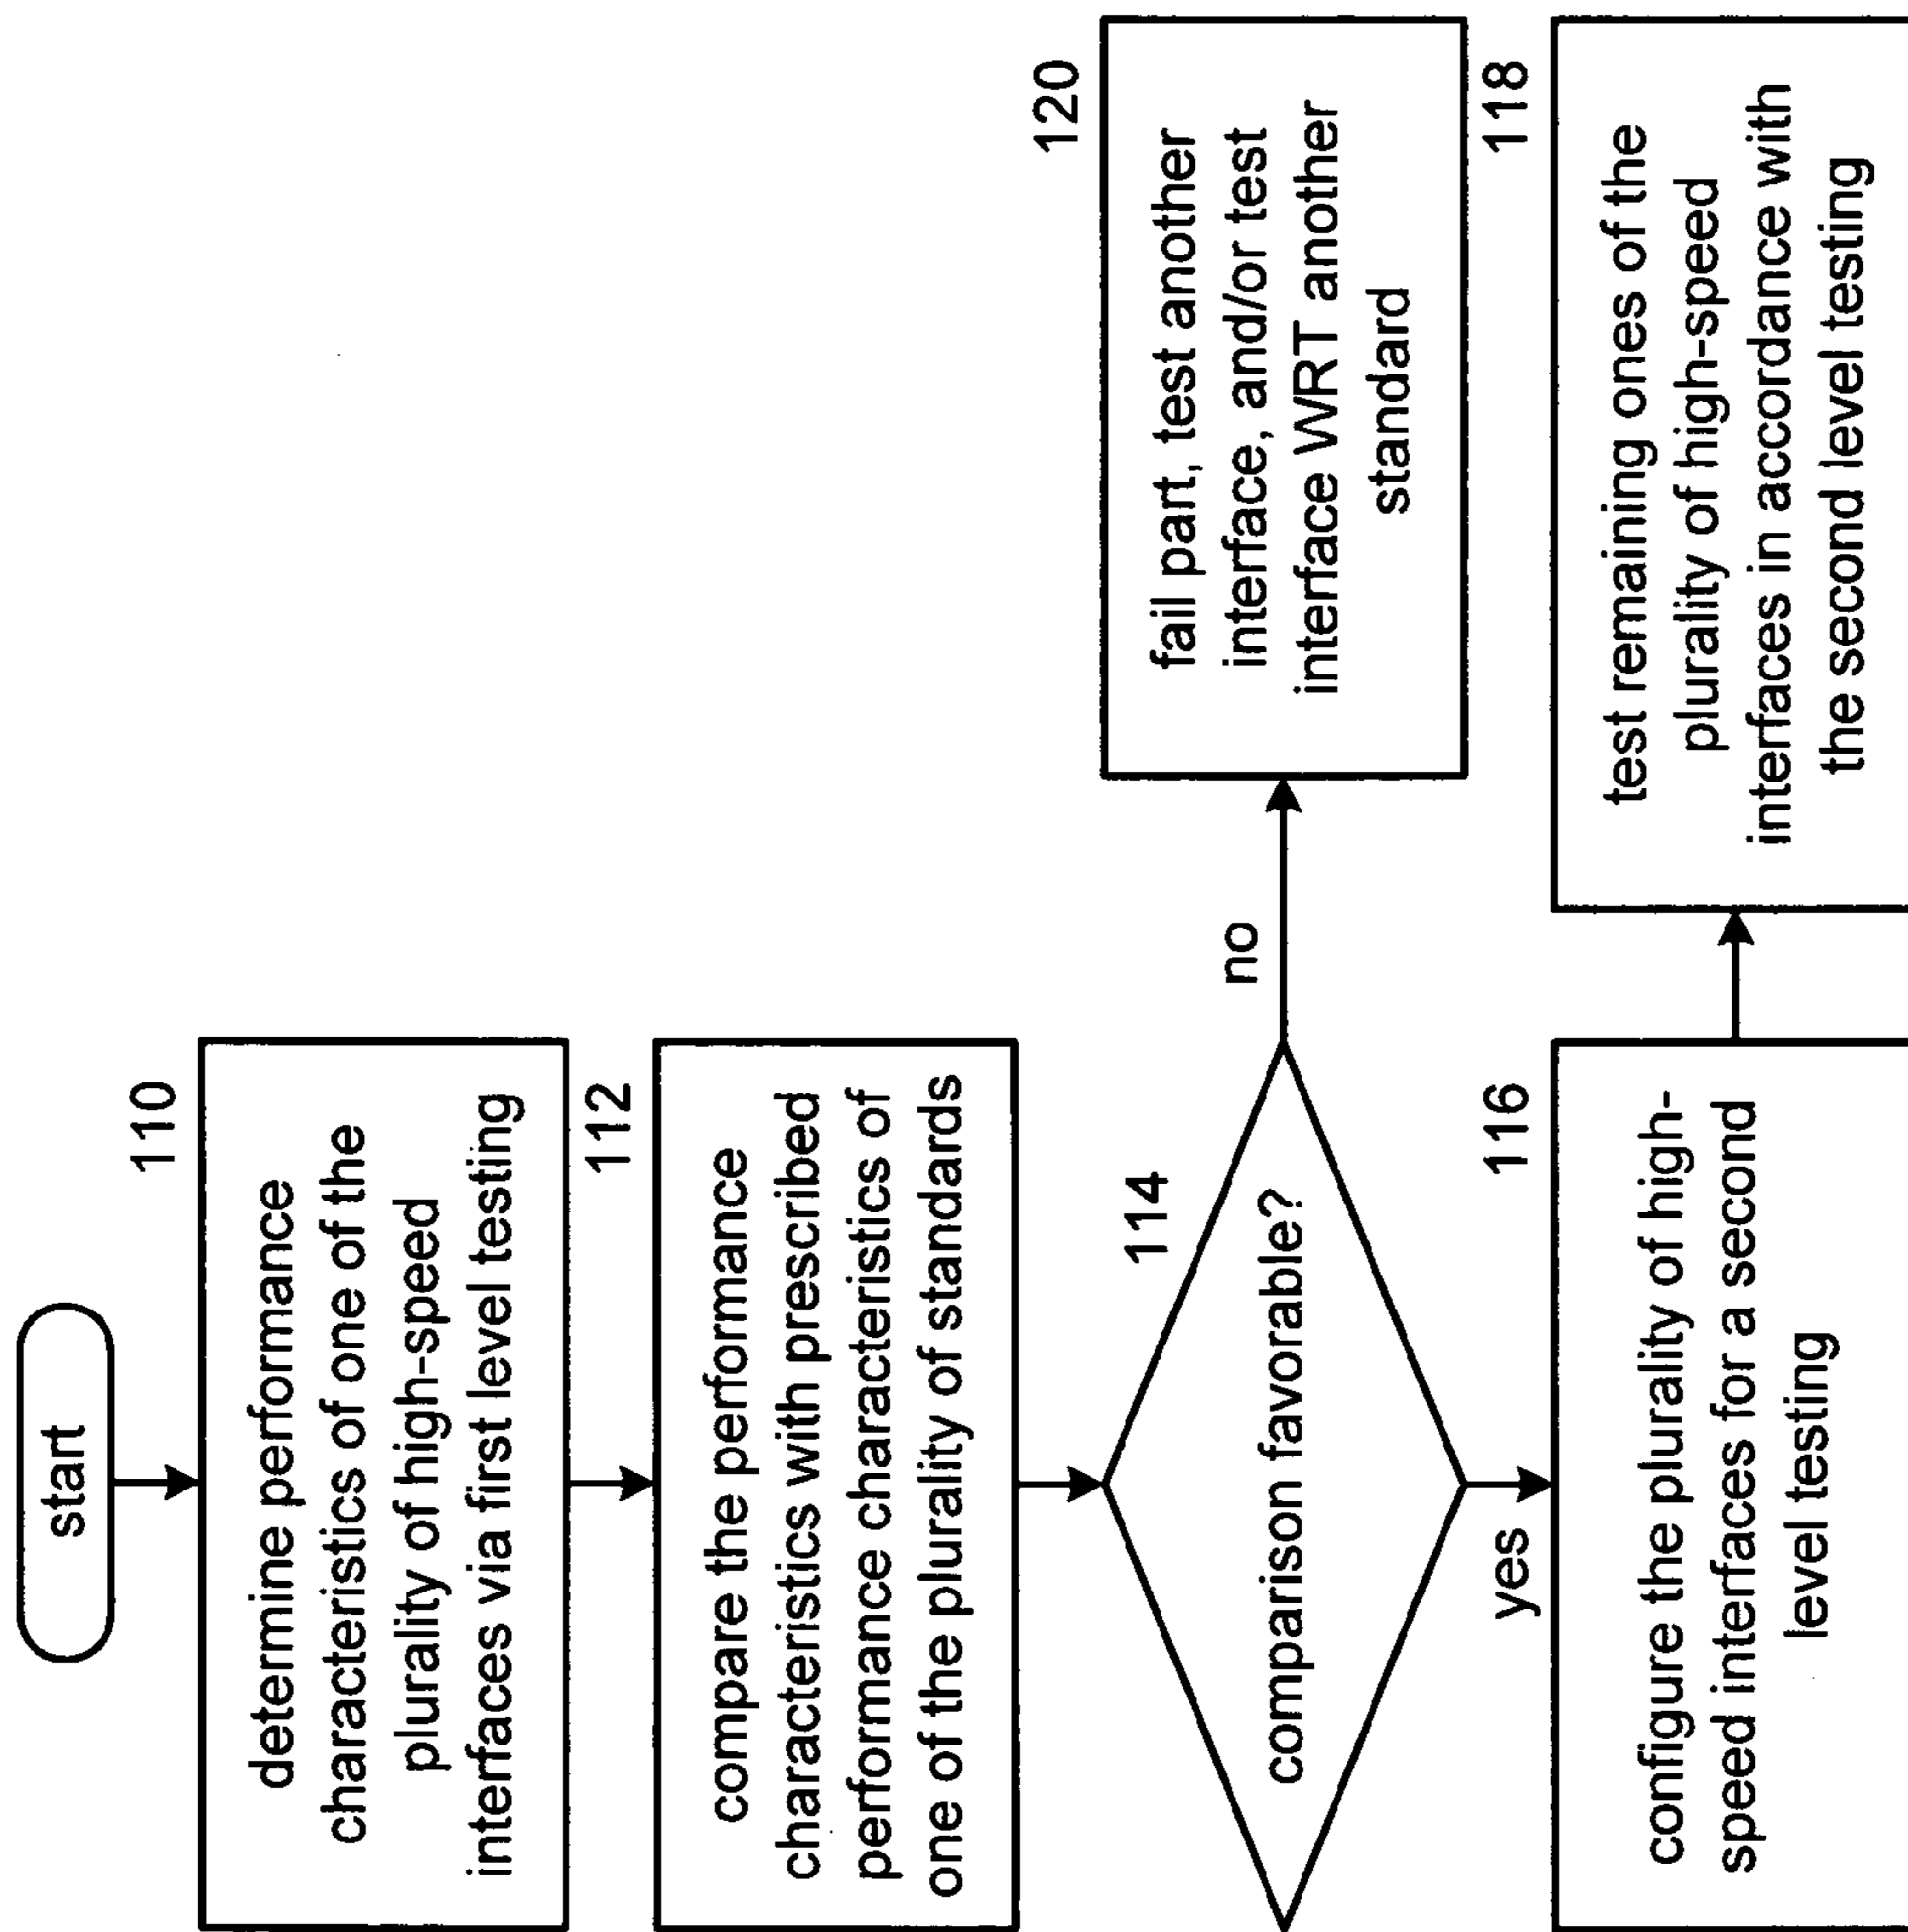 start
110
determine performance
characteristics of one of the
plurality of high-speed
interfaces via first level testing
112
compare the performance
characteristics with prescribed
performance characteristics of
one of the plurality of standards
114
comparison favorable?
no
120
fail part, test another
interface, and/or test
interface WRT another
standard
yes
116
configure the plurality of high-
speed interfaces for a second
level testing
118
test remaining ones of the
plurality of high-speed
interfaces in accordance with
the second level testing